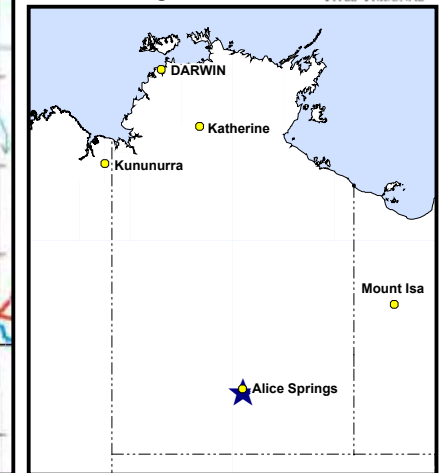 DARWIN
Katherine
Kununurra
Mount Isa
Alice Springs